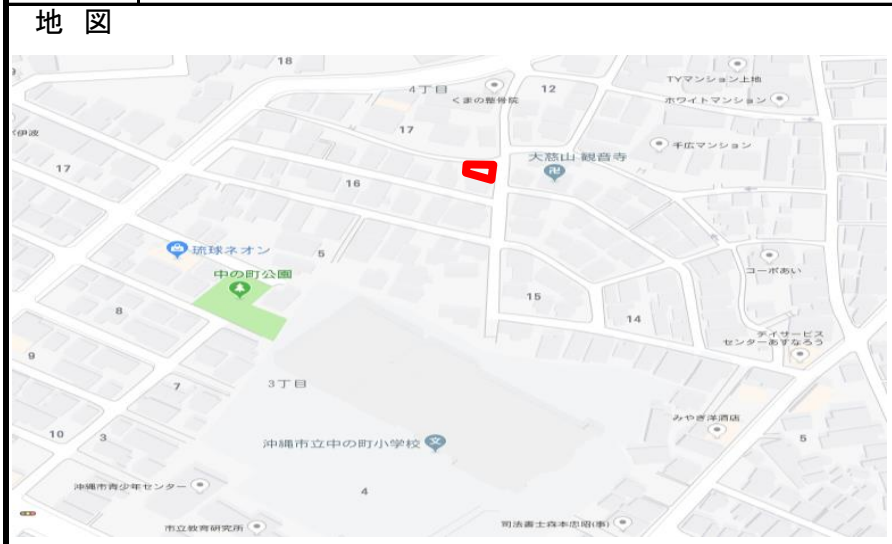 地 図
18
TYマンション上地
4丁目
くまの整骨院
12
ホワイトマンション
17
伊波
大慈山 観音寺
千広マンション
17
16
琉球ネオン
5
中の町公園
コーポあい
8
15
14
デイサービス
センターあすなろう
9
7
3丁目
みやぎ洋酒店
10
3
沖縄市立中の町小学校
文
5
沖縄市青少年センター
4
市立教育研究所
司法書士森本忠昭(事)